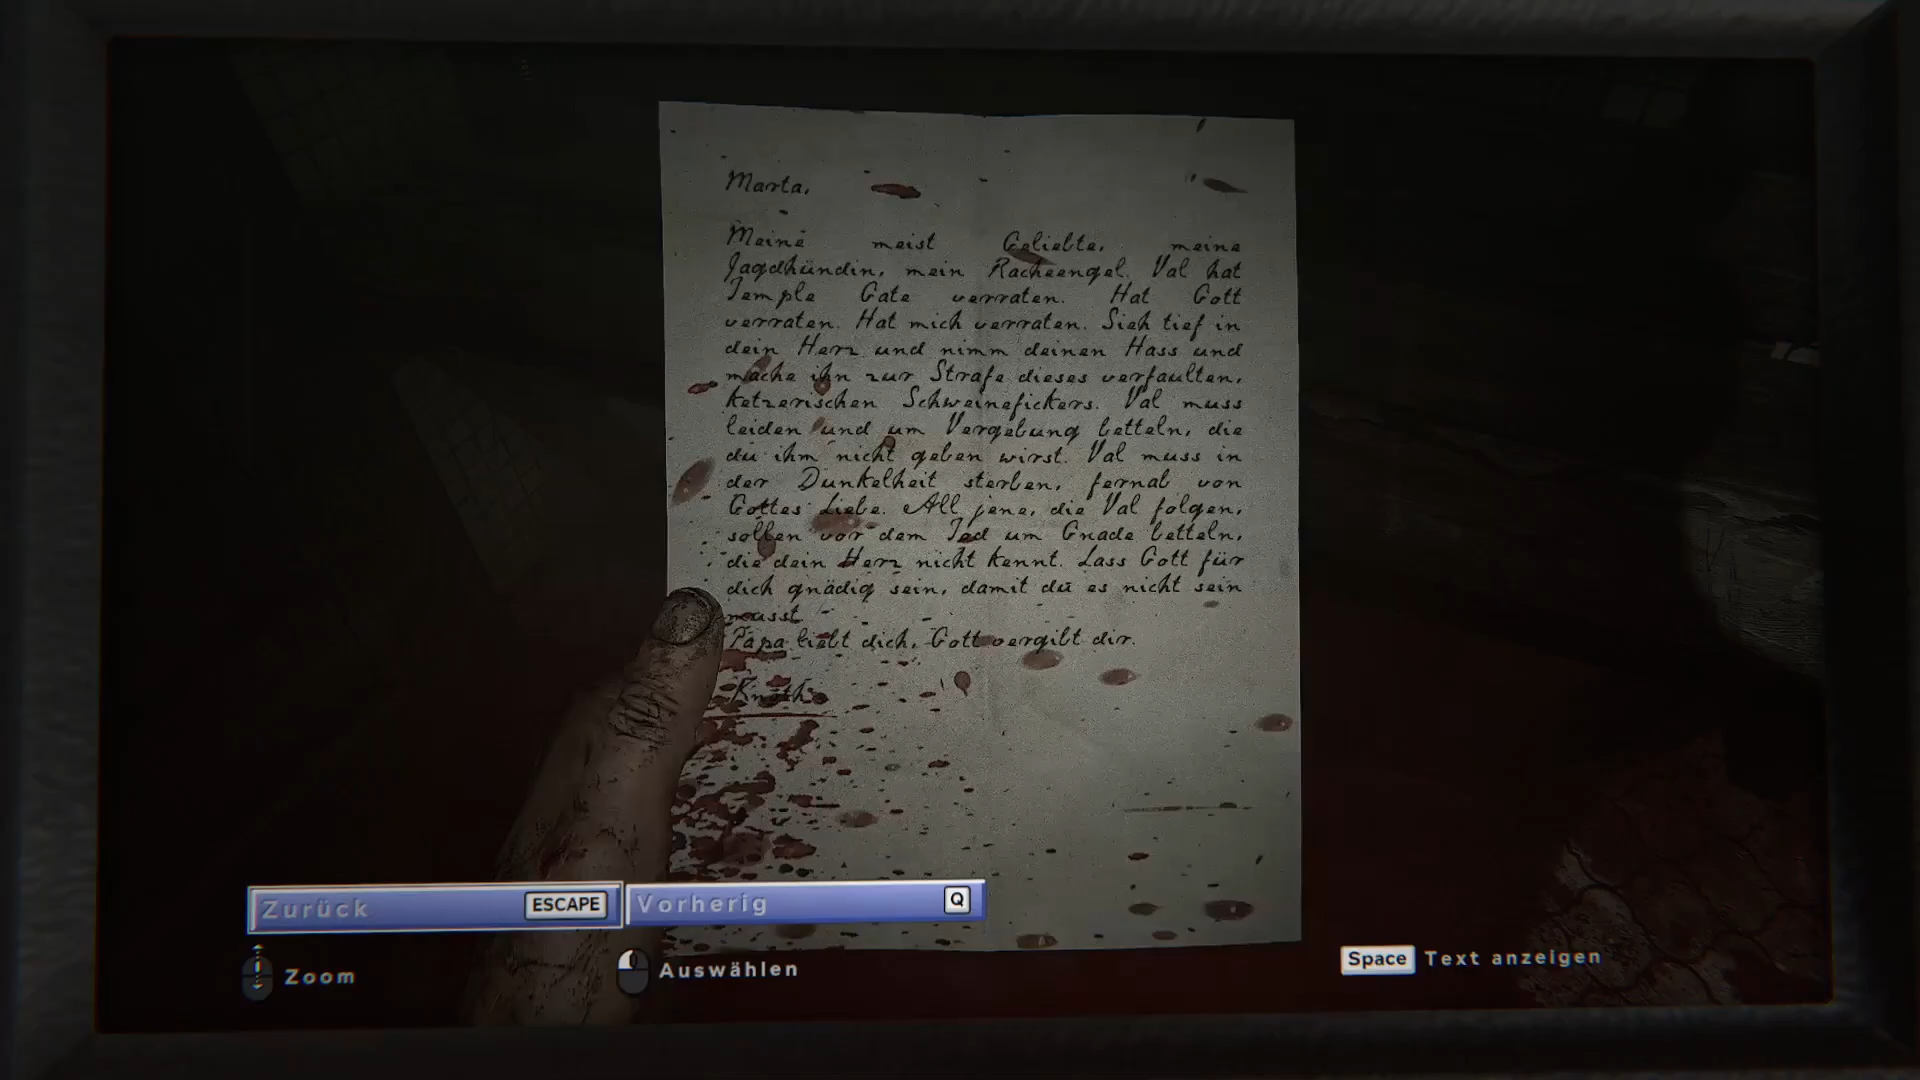 Marta,
Meine meist Geliebte, meine
Jagdhündin, mein Racheengel. Val hat
Temple Gate verraten. Hat Gott
verraten. Hat mich verraten. Sieh tief in
dein Herz und nimm deinen Hass und
mache ihn zur Strafe dieses verfaulten,
ketzerischen Schweinefickers. Val muss
leiden und um Vergebung betteln, die
du ihm nicht geben wirst. Val muss in
der Dunkelheit sterben, fernab von
Gottes Liebe. All jene, die Val folgen,
sollen vor dem Tod um Gnade betteln,
die dein Herz nicht kennt. Lass Gott für
dich gnädig sein, damit du es nicht sein
musst.
Papa liebt dich, Gott vergibt dir.
Knoth
Zurück ESCAPE Vorherig Q
Zoom Auswählen Space Text anzeigen